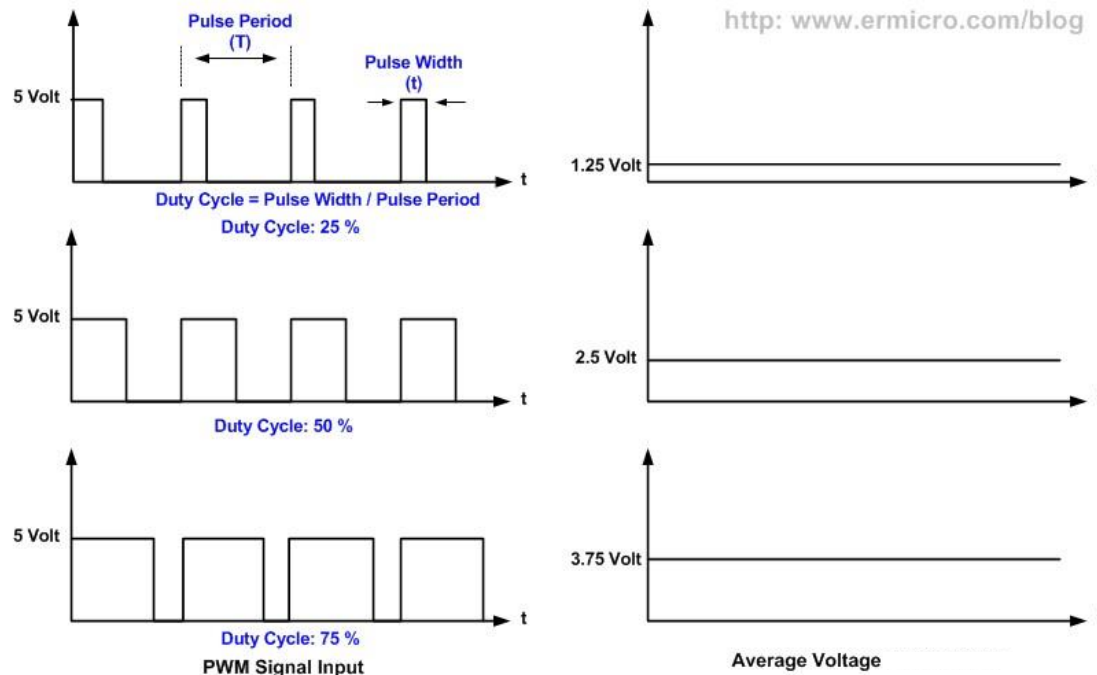 http: www.ermicro.com/blog
Pulse Period
(T)
Pulse Width
(t)
5 Volt
t
Duty Cycle = Pulse Width / Pulse Period
Duty Cycle: 25 %
1.25 Volt
5 Volt
t
Duty Cycle: 50 %
2.5 Volt
5 Volt
t
Duty Cycle: 75 %
PWM Signal Input
3.75 Volt
Average Voltage